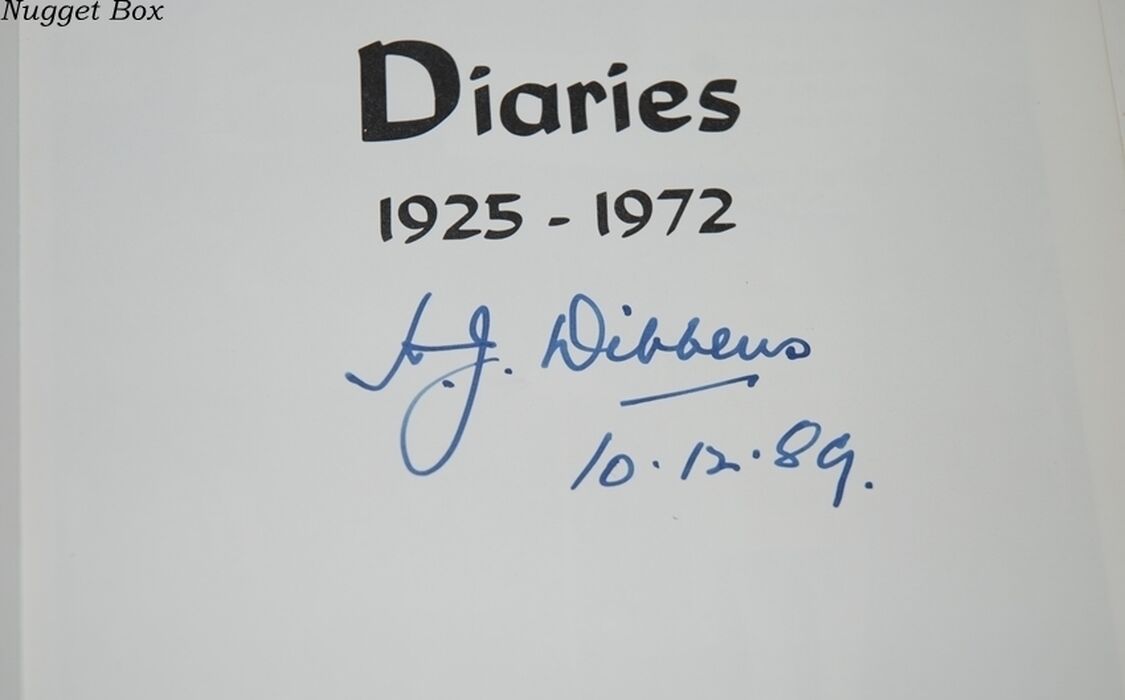 Nugget Box
Diaries
1925 - 1972
A.J. Dibbens
10.12.89.